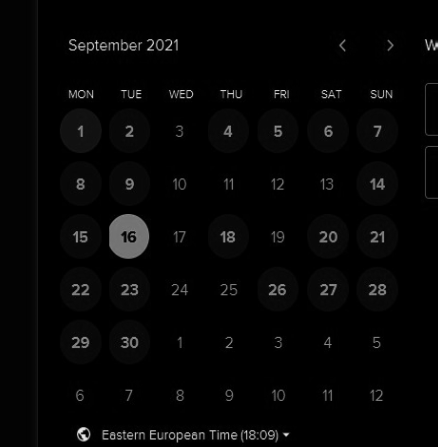 September 2021
MON TUE WED THU FRI SAT SUN
1 2 3 4 5 6 7
8 9 10 11 12 13 14
15 16 17 18 19 20 21
22 23 24 25 26 27 28
29 30 1 2 3 4 5
6 7 8 9 10 11 12
Eastern European Time (18:09)